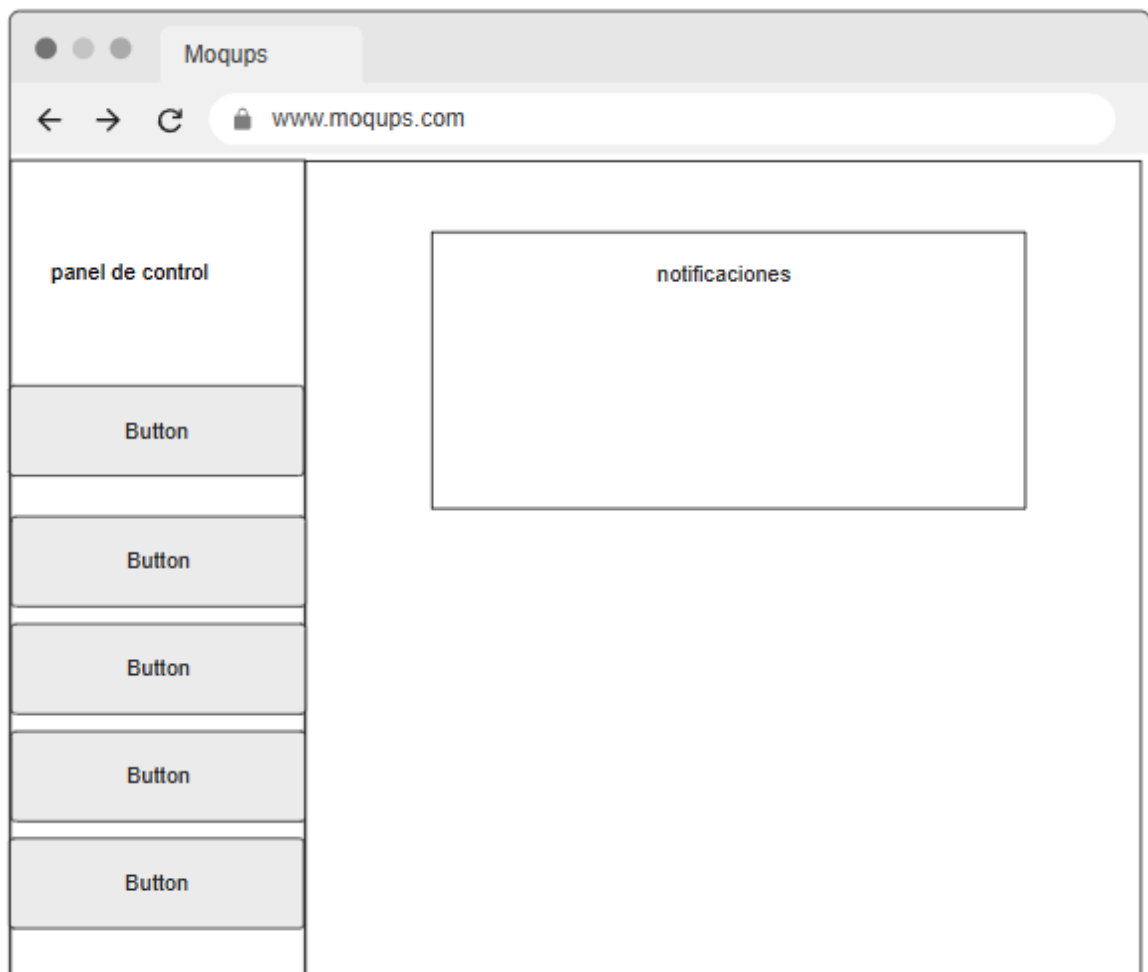 Moqups
www.moqups.com
panel de control
notificaciones
Button
Button
Button
Button
Button